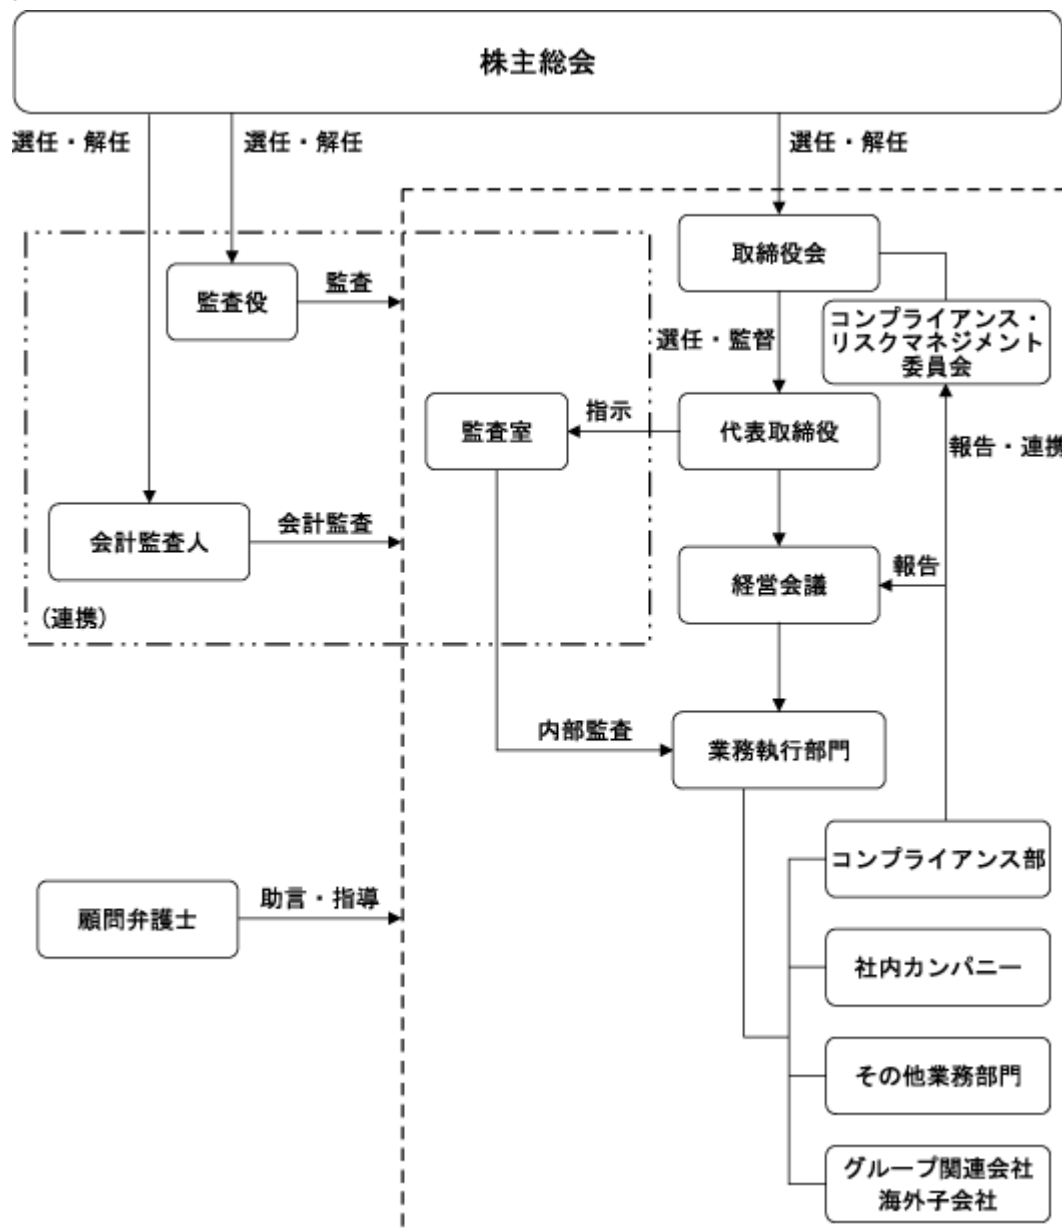 株主総会
選任・解任
選任・解任
選任・解任
取締役会
監査役
監査
コンプライアンス・
リスクマネジメント
委員会
選任・監督
監査室
指示
代表取締役
報告・連携
会計監査人
会計監査
経営会議
報告
(連携)
内部監査
業務執行部門
コンプライアンス部
顧問弁護士
助言・指導
社内カンパニー
その他業務部門
グループ関連会社
海外子会社